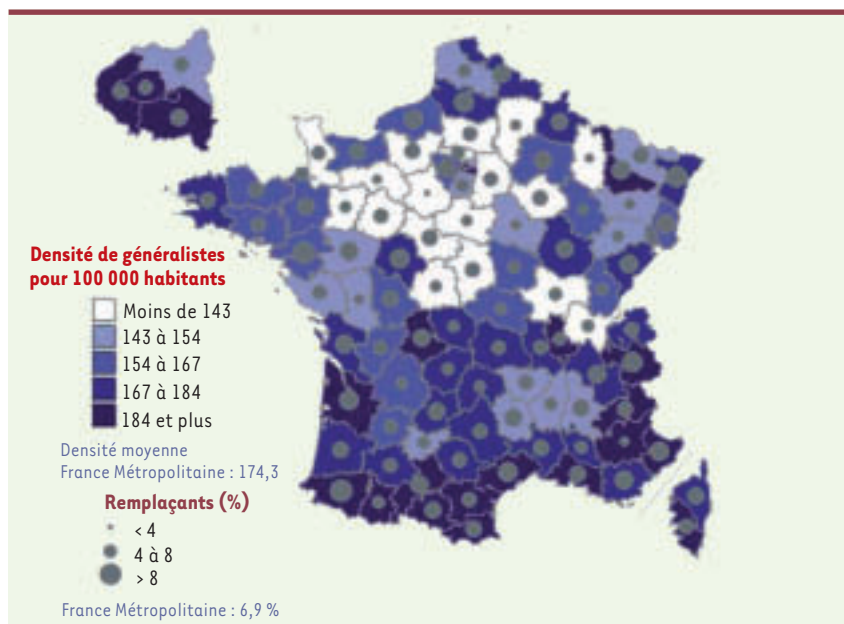 Densité de généralistes
pour 100 000 habitants
Moins de 143
143 à 154
154 à 167
167 à 184
184 et plus
Densité moyenne
France Métropolitaine : 174,3
Remplaçants (%)
< 4
4 à 8
> 8
France Métropolitaine : 6,9 %